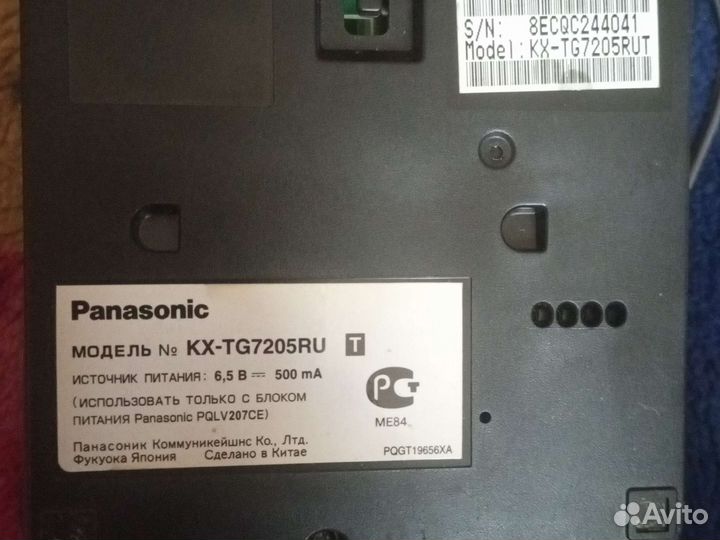 S/N: 8ECQC244041
Model:KX-TG7205RUT
Panasonic
МОДЕЛЬ № KX-TG7205RU T
ИСТОЧНИК ПИТАНИЯ: 6,5 В ⎓ 500 mA
(ИСПОЛЬЗОВАТЬ ТОЛЬКО С БЛОКОМ
ПИТАНИЯ Panasonic PQLV207CE)
РСТ
ME84
Панасоник Коммуникейшнс Ко., Лтд.
Фукуока Япония Сделано в Китае
PQGT19656XA
Avito